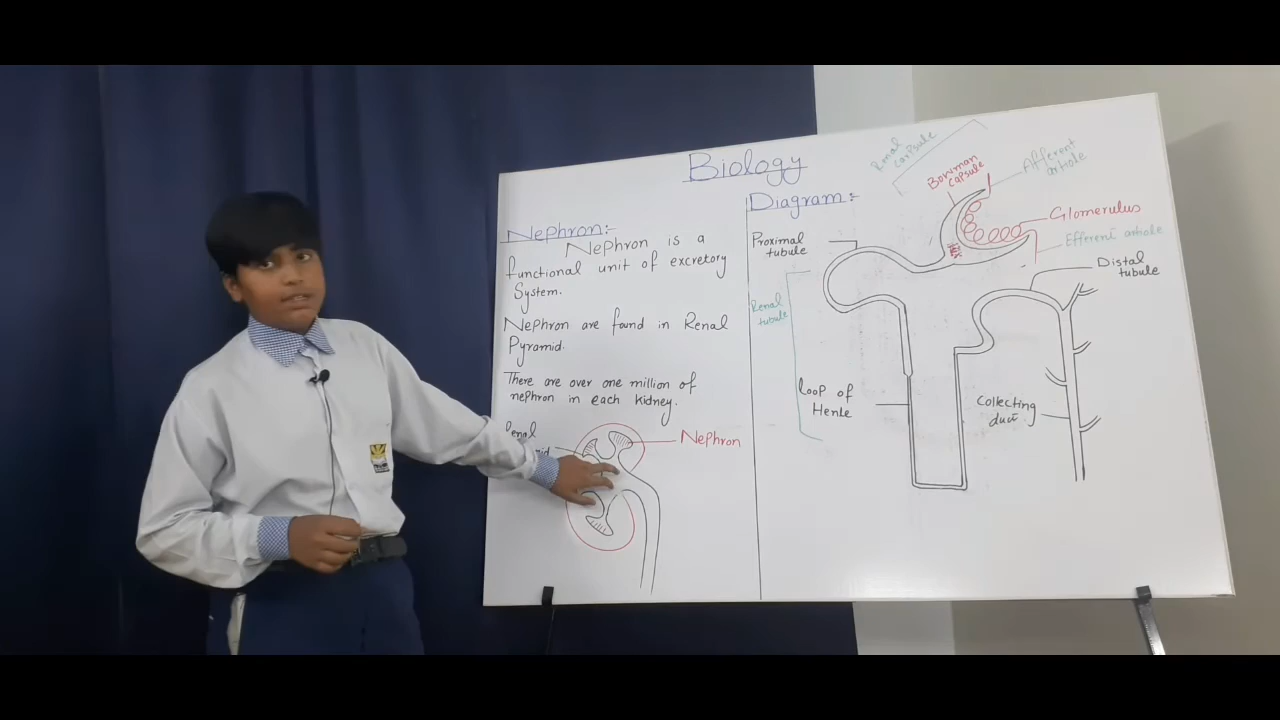 Biology
Nephron:-
Nephron is a
functional unit of excretory
System.
Nephron are found in Renal
Pyramid.
There are over one million of
nephron in each kidney.
Nephron
Diagram:-
Renal
carpsule
Bowman
capsule
Afferent
artiole
Glomerulus
Efferent artiole
Proximal
tubule
Distal
tubule
Renal
tubule
loop of
Henle
Collecting
duct.